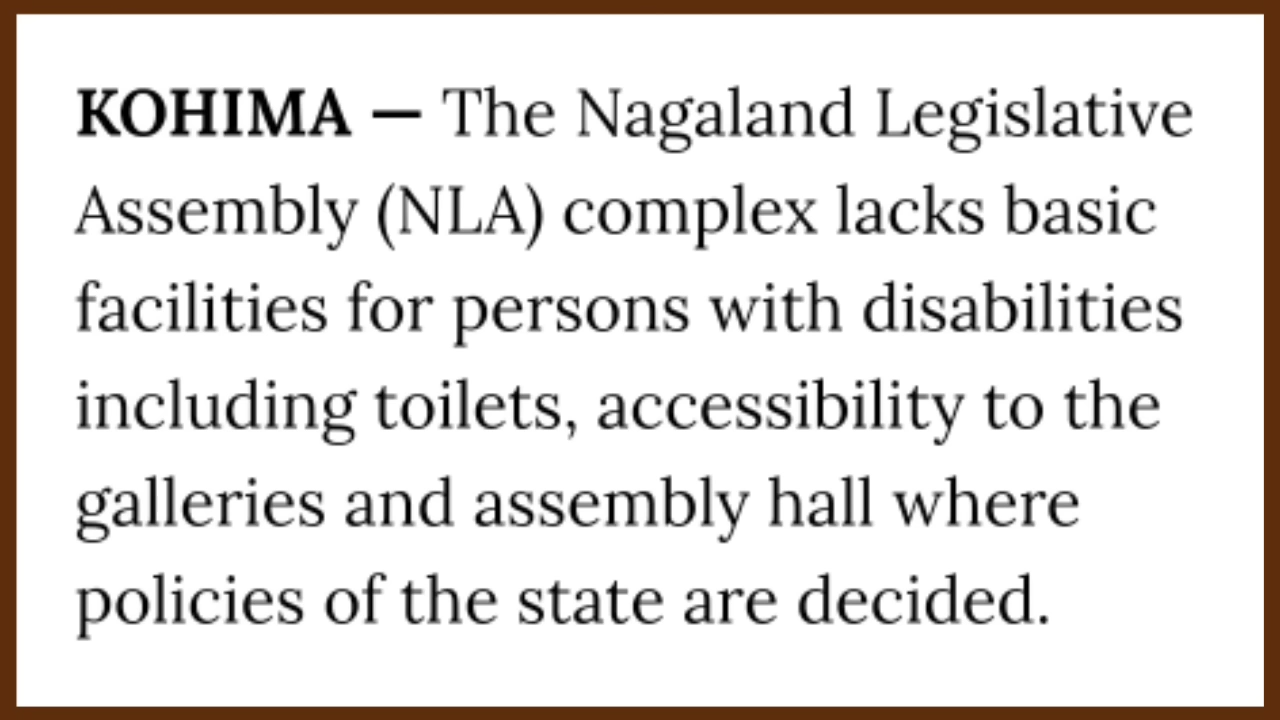 KOHIMA — The Nagaland Legislative
Assembly (NLA) complex lacks basic
facilities for persons with disabilities
including toilets, accessibility to the
galleries and assembly hall where
policies of the state are decided.